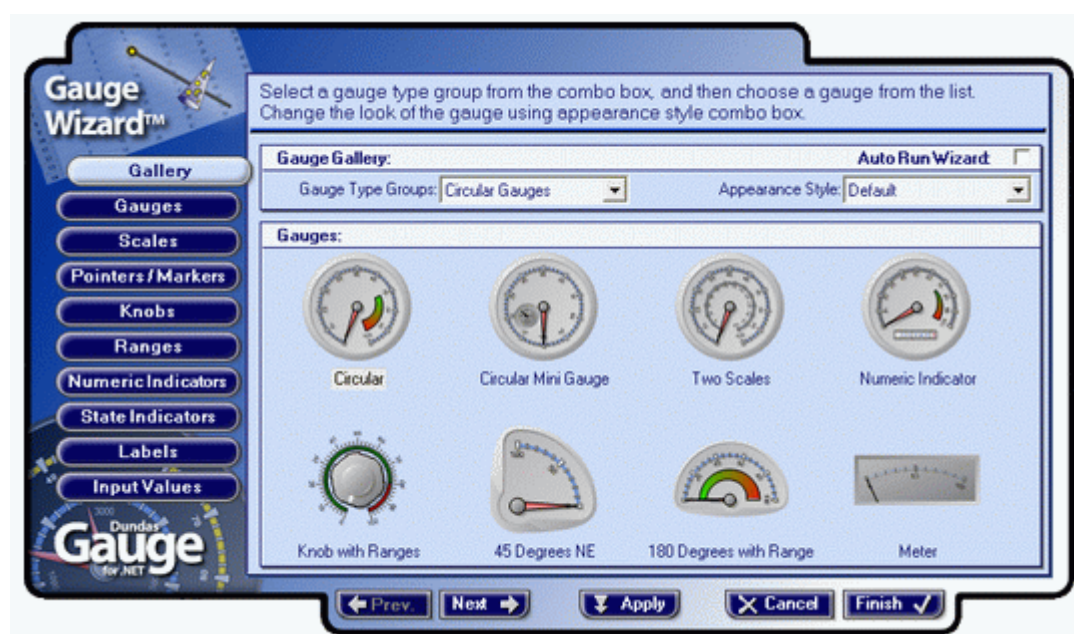 Gauge
Wizard™
Select a gauge type group from the combo box, and then choose a gauge from the list.
Change the look of the gauge using appearance style combo box.
Gallery
Gauges
Scales
Pointers / Markers
Knobs
Ranges
Numeric Indicators
State Indicators
Labels
Input Values
Dundas
Gauge
for .NET
Gauge Gallery: Auto Run Wizard:
Gauge Type Groups: Circular Gauges Appearance Style: Default
Gauges:
Circular Circular Mini Gauge Two Scales Numeric Indicator
Knob with Ranges 45 Degrees NE 180 Degrees with Range Meter
Prev. Next Apply Cancel Finish